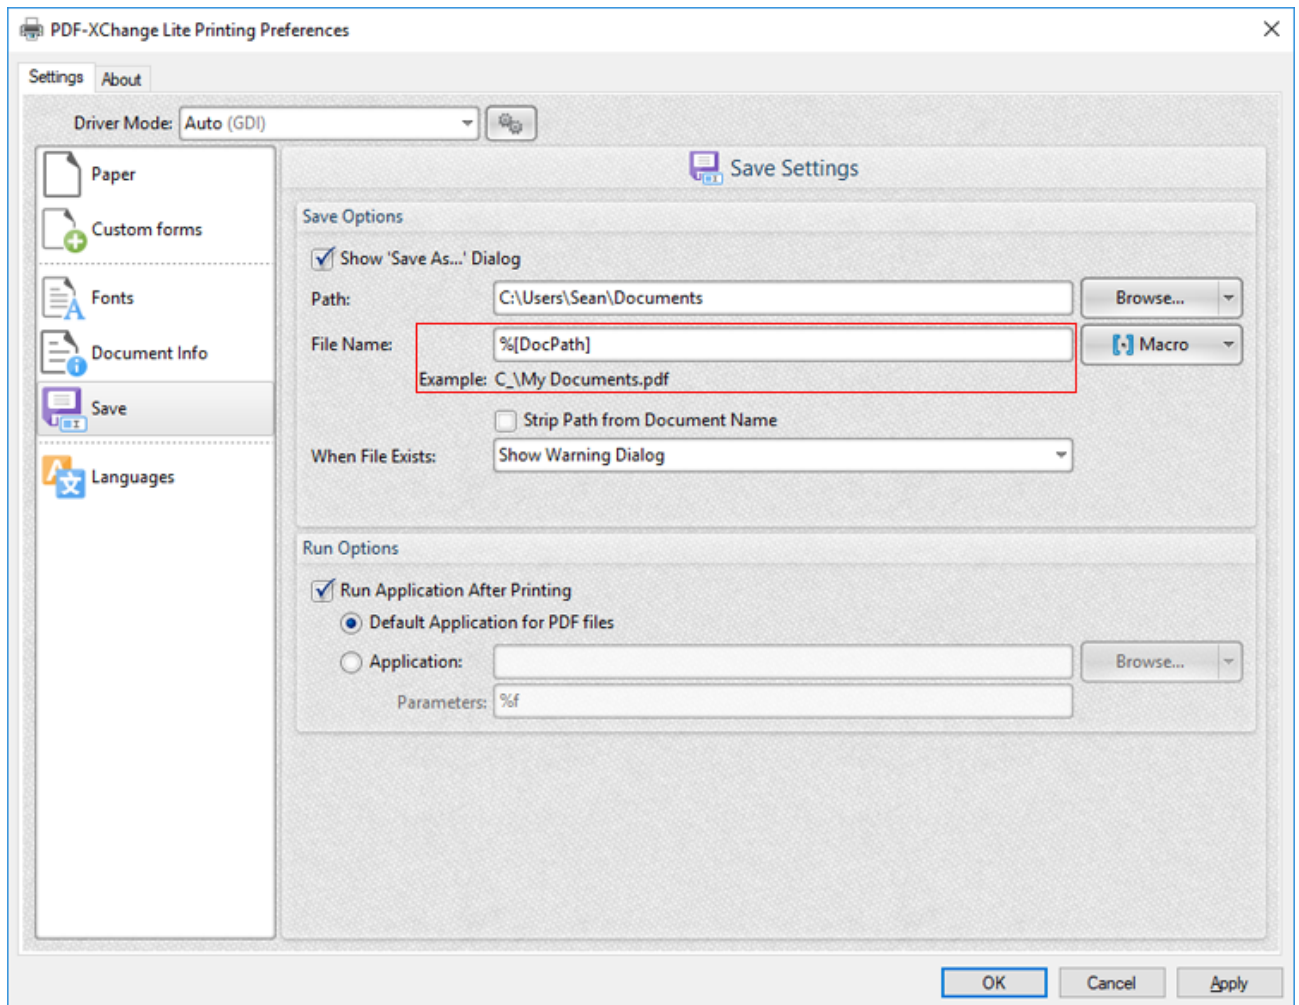 PDF-XChange Lite Printing Preferences
Settings About
Driver Mode: Auto (GDI)
Paper
Custom forms
Fonts
Document Info
Save
Languages
Save Settings
Save Options
Show 'Save As...' Dialog
Path: C:\Users\Sean\Documents Browse...
File Name: %[DocPath] Macro
Example: C_\My Documents.pdf
Strip Path from Document Name
When File Exists: Show Warning Dialog
Run Options
Run Application After Printing
Default Application for PDF files
Application: Browse...
Parameters: %f
OK Cancel Apply